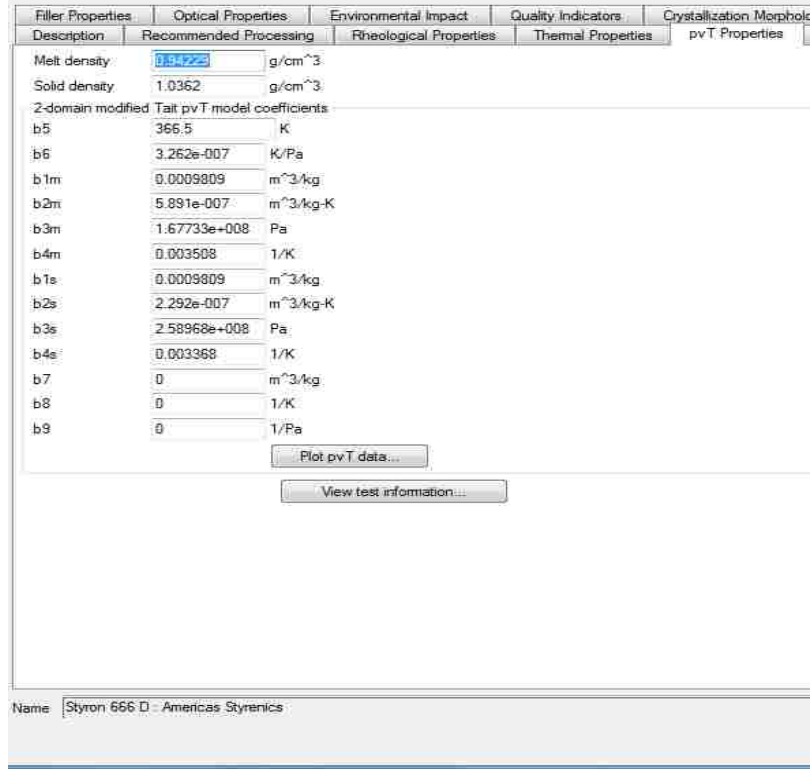 Filler Properties Optical Properties Environmental Impact Quality Indicators Crystallization Morpholo
Description Recommended Processing Rheological Properties Thermal Properties pvT Properties
Melt density 0.94229 g/cm^3
Solid density 1.0362 g/cm^3
2-domain modified Tait pvT model coefficients
b5 366.5 K
b6 3.262e-007 K/Pa
b1m 0.0009809 m^3/kg
b2m 5.891e-007 m^3/kg-K
b3m 1.67733e+008 Pa
b4m 0.003508 1/K
b1s 0.0009809 m^3/kg
b2s 2.292e-007 m^3/kg-K
b3s 2.58968e+008 Pa
b4s 0.003368 1/K
b7 0 m^3/kg
b8 0 1/K
b9 0 1/Pa
Plot pvT data...
View test information...
Name Styron 666 D : Americas Styrenics